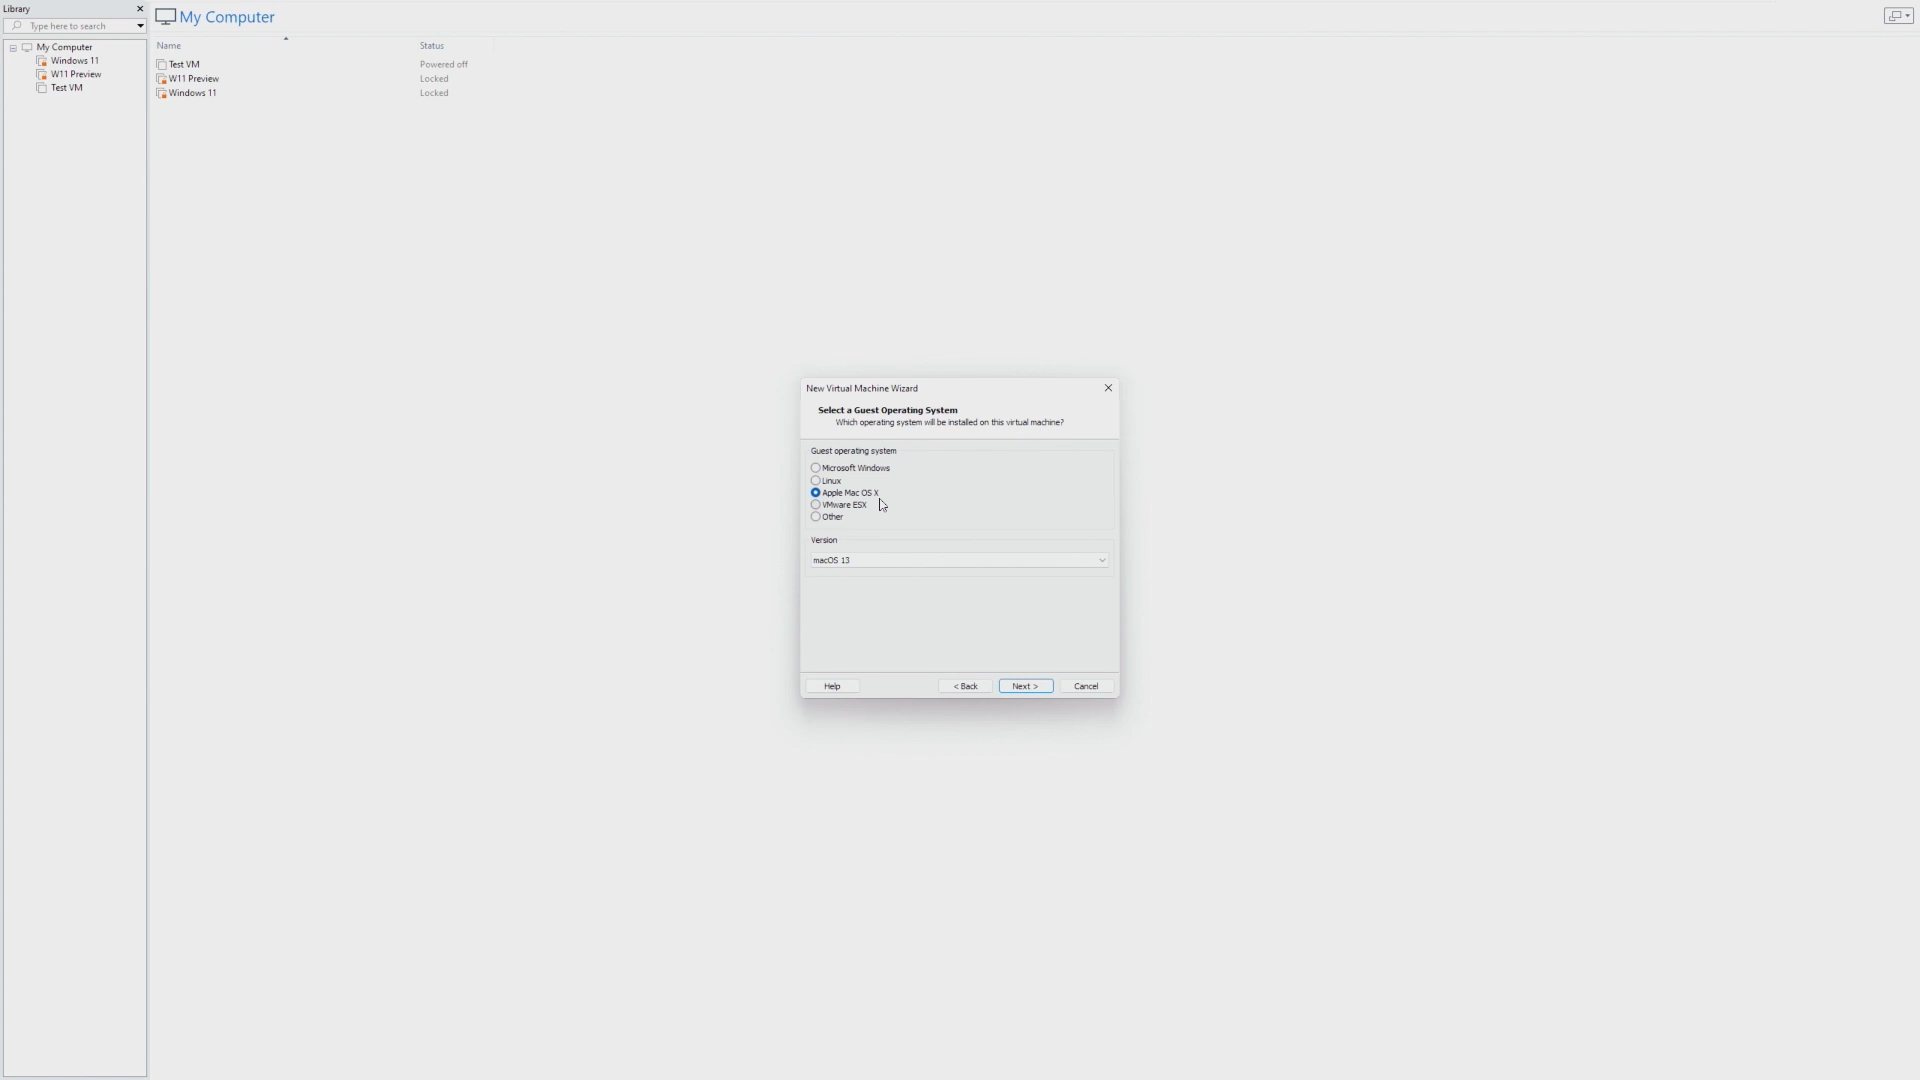 Library
Type here to search
My Computer
Windows 11
W11 Preview
Test VM
My Computer
Name Status
Test VM Powered off
W11 Preview Locked
Windows 11 Locked
New Virtual Machine Wizard
Select a Guest Operating System
Which operating system will be installed on this virtual machine?
Guest operating system
Microsoft Windows
Linux
Apple Mac OS X
VMware ESX
Other
Version
macOS 13
Help < Back Next > Cancel